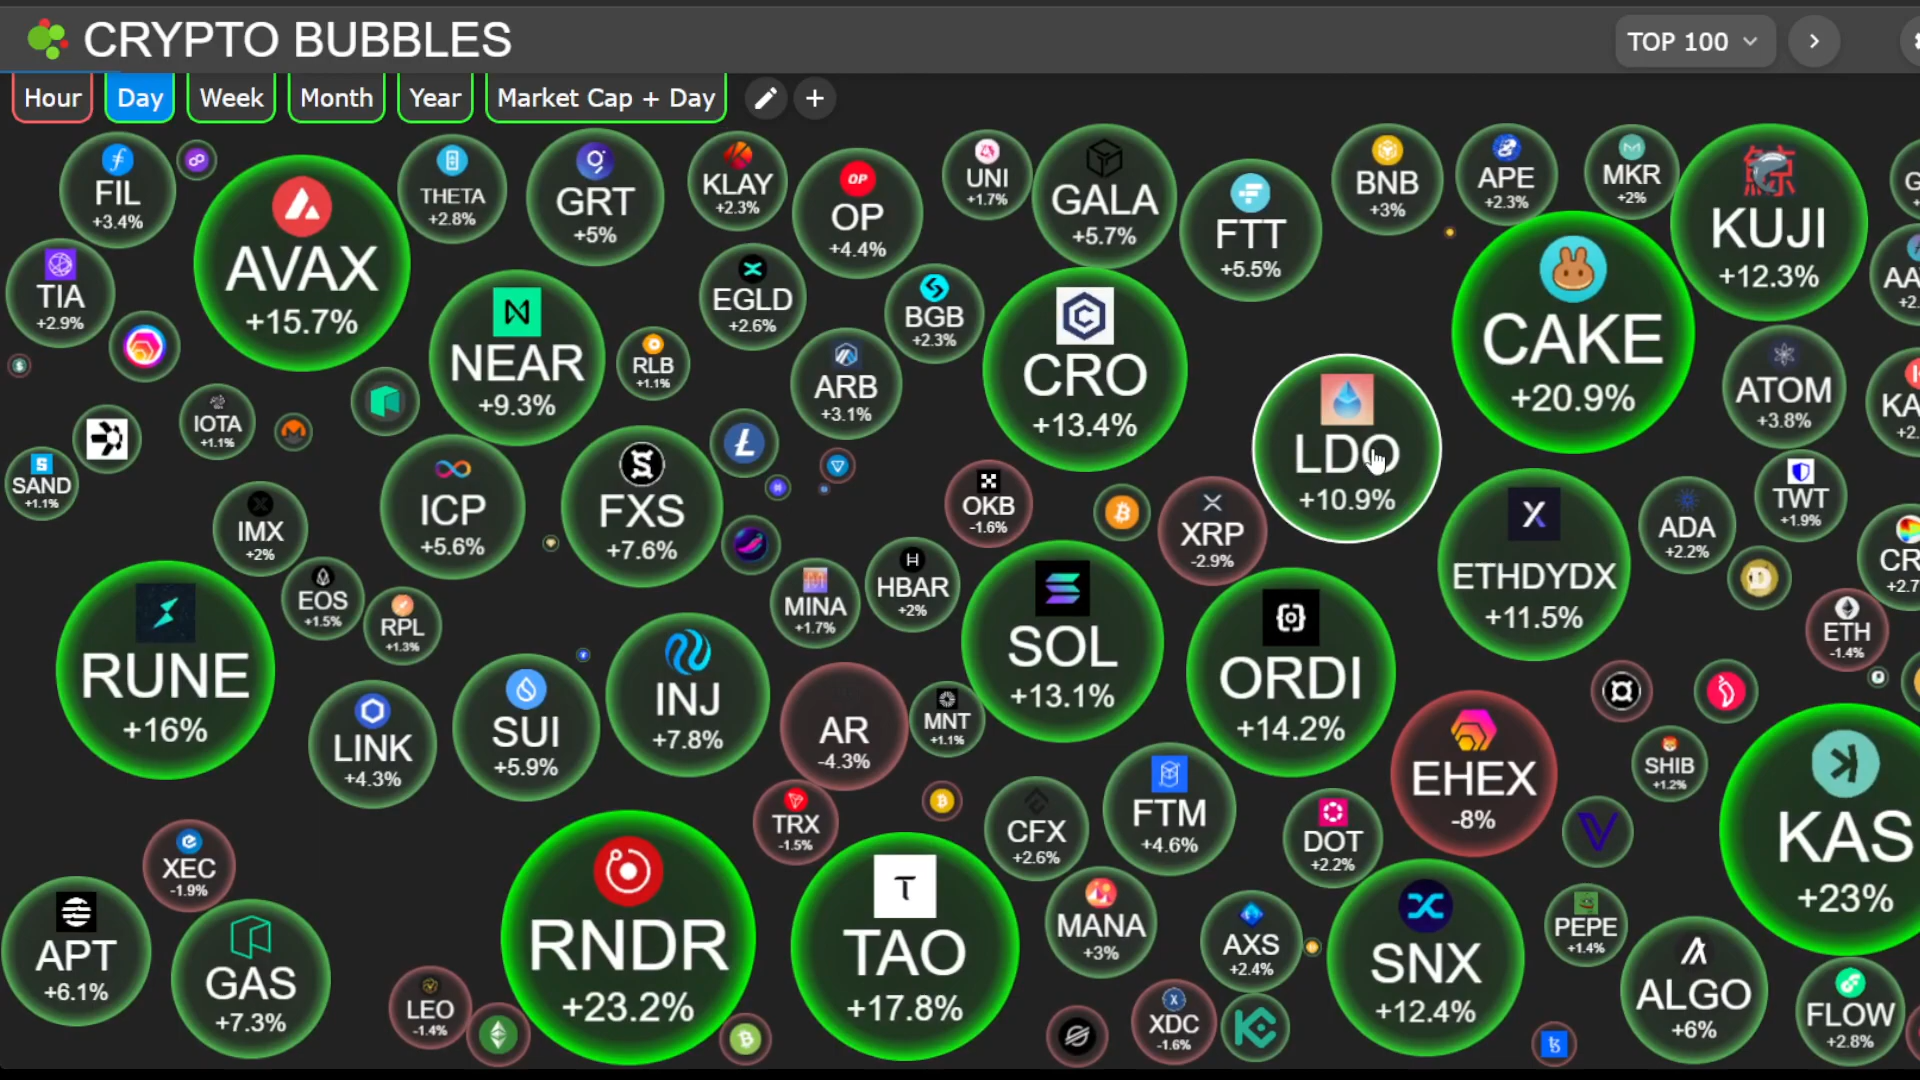 CRYPTO BUBBLES
TOP 100
Hour
Day
Week
Month
Year
Market Cap + Day
FIL
+3.4%
AVAX
+15.7%
THETA
+2.8%
GRT
+5%
KLAY
+2.3%
OP
OP
+4.4%
UNI
+1.7%
GALA
+5.7%
FTT
+5.5%
BNB
+3%
APE
+2.3%
MKR
+2%
KUJI
+12.3%
TIA
+2.9%
NEAR
+9.3%
RLB
+1.1%
EGLD
+2.6%
BGB
+2.3%
ARB
+3.1%
CRO
+13.4%
LDO
+10.9%
CAKE
+20.9%
ATOM
+3.8%
SAND
+1.1%
IOTA
+1.1%
IMX
+2%
ICP
+5.6%
FXS
+7.6%
OKB
-1.6%
XRP
-2.9%
ETHDYDX
+11.5%
ADA
+2.2%
TWT
+1.9%
RUNE
+16%
EOS
+1.5%
RPL
+1.3%
MINA
+1.7%
HBAR
+2%
SOL
+13.1%
ORDI
+14.2%
ETH
-1.4%
LINK
+4.3%
SUI
+5.9%
INJ
+7.8%
AR
-4.3%
MNT
+1.1%
EHEX
-8%
SHIB
+1.2%
KAS
+23%
XEC
-1.9%
TRX
-1.5%
CFX
+2.6%
FTM
+4.6%
DOT
+2.2%
APT
+6.1%
GAS
+7.3%
LEO
-1.4%
RNDR
+23.2%
TAO
+17.8%
MANA
+3%
XDC
-1.6%
AXS
+2.4%
SNX
+12.4%
PEPE
+1.4%
ALGO
+6%
FLOW
+2.8%